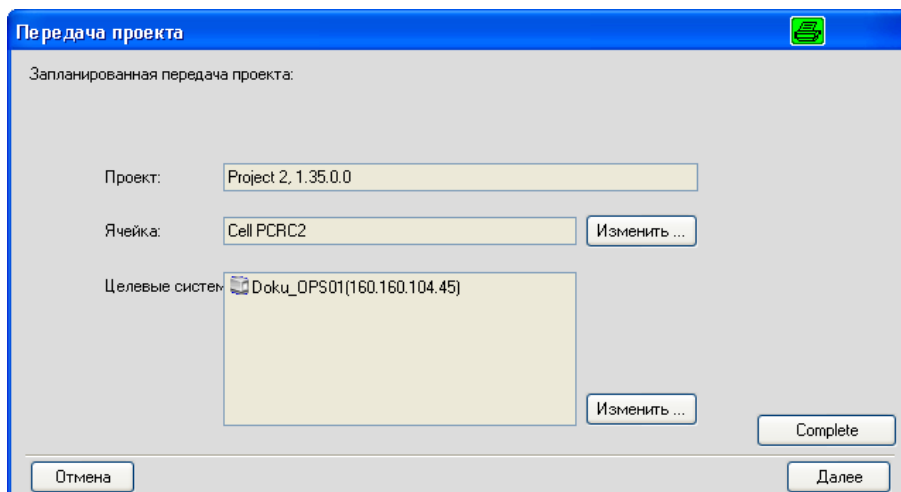 Передача проекта
Запланированная передача проекта:
Проект: Project 2, 1.35.0.0
Ячейка: Cell PCRC2 Изменить ...
Целевые систем Doku_OPS01(160.160.104.45)
Изменить ...
Complete
Отмена Далее